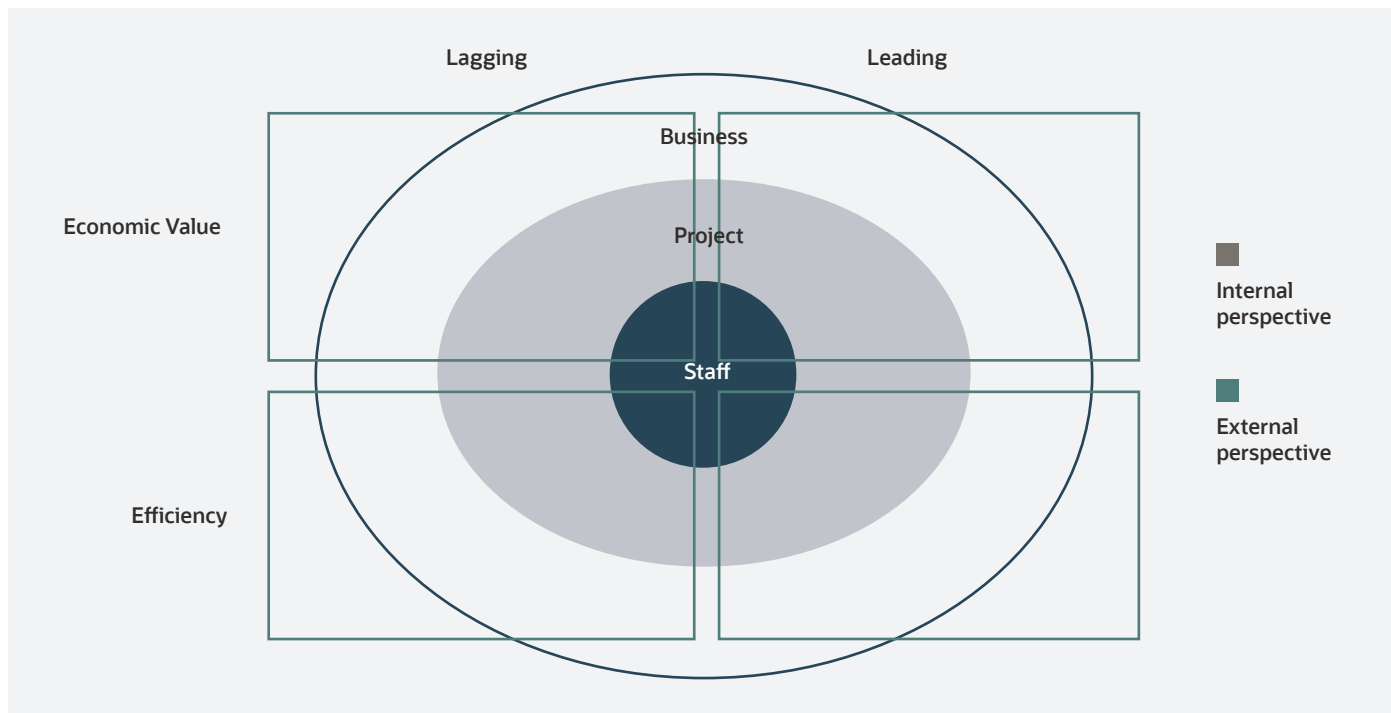 Lagging
Leading
Business
Economic Value
Project
Internal
perspective
Staff
External
perspective
Efficiency